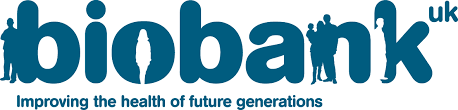 biobank uk
Improving the health of future generations